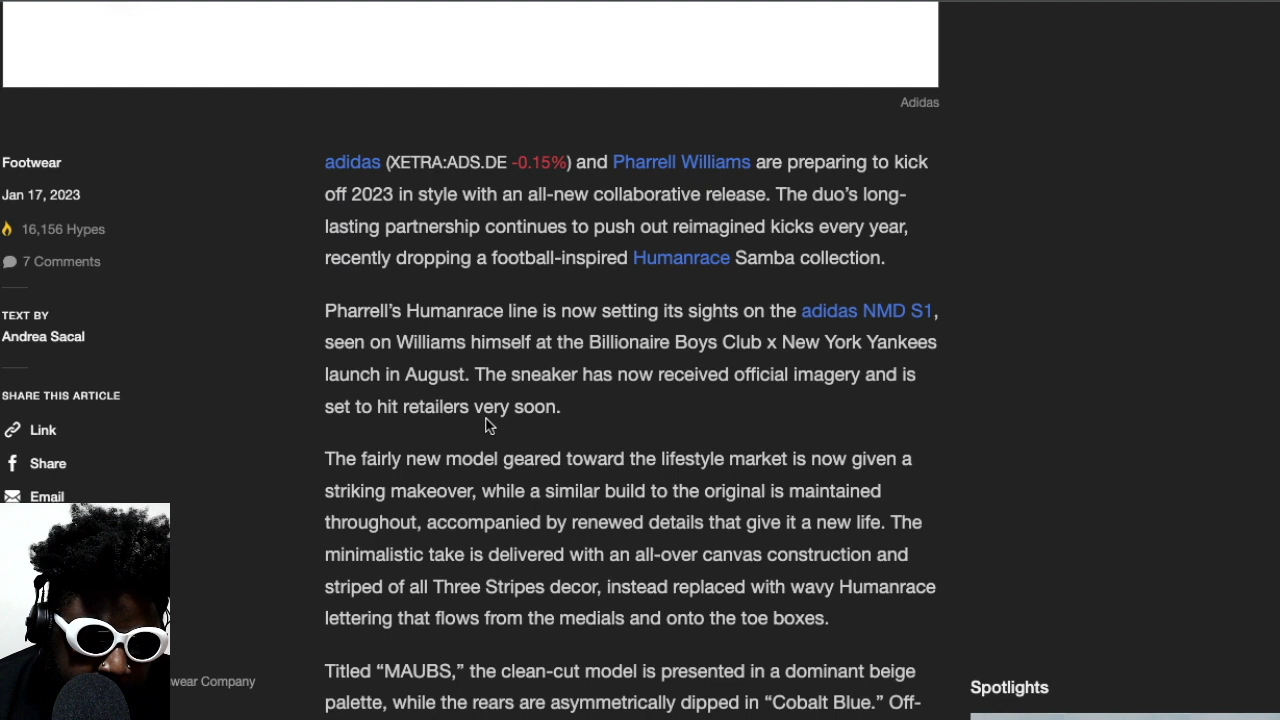 Adidas
Footwear
Jan 17, 2023
16,156 Hypes
7 Comments
TEXT BY
Andrea Sacal
SHARE THIS ARTICLE
Link
Share
Email
wear Company
adidas (XETRA:ADS.DE -0.15%) and Pharrell Williams are preparing to kick
off 2023 in style with an all-new collaborative release. The duo’s long-
lasting partnership continues to push out reimagined kicks every year,
recently dropping a football-inspired Humanrace Samba collection.
Pharrell’s Humanrace line is now setting its sights on the adidas NMD S1,
seen on Williams himself at the Billionaire Boys Club x New York Yankees
launch in August. The sneaker has now received official imagery and is
set to hit retailers very soon.
The fairly new model geared toward the lifestyle market is now given a
striking makeover, while a similar build to the original is maintained
throughout, accompanied by renewed details that give it a new life. The
minimalistic take is delivered with an all-over canvas construction and
striped of all Three Stripes decor, instead replaced with wavy Humanrace
lettering that flows from the medials and onto the toe boxes.
Titled “MAUBS,” the clean-cut model is presented in a dominant beige
palette, while the rears are asymmetrically dipped in “Cobalt Blue.” Off-
Spotlights